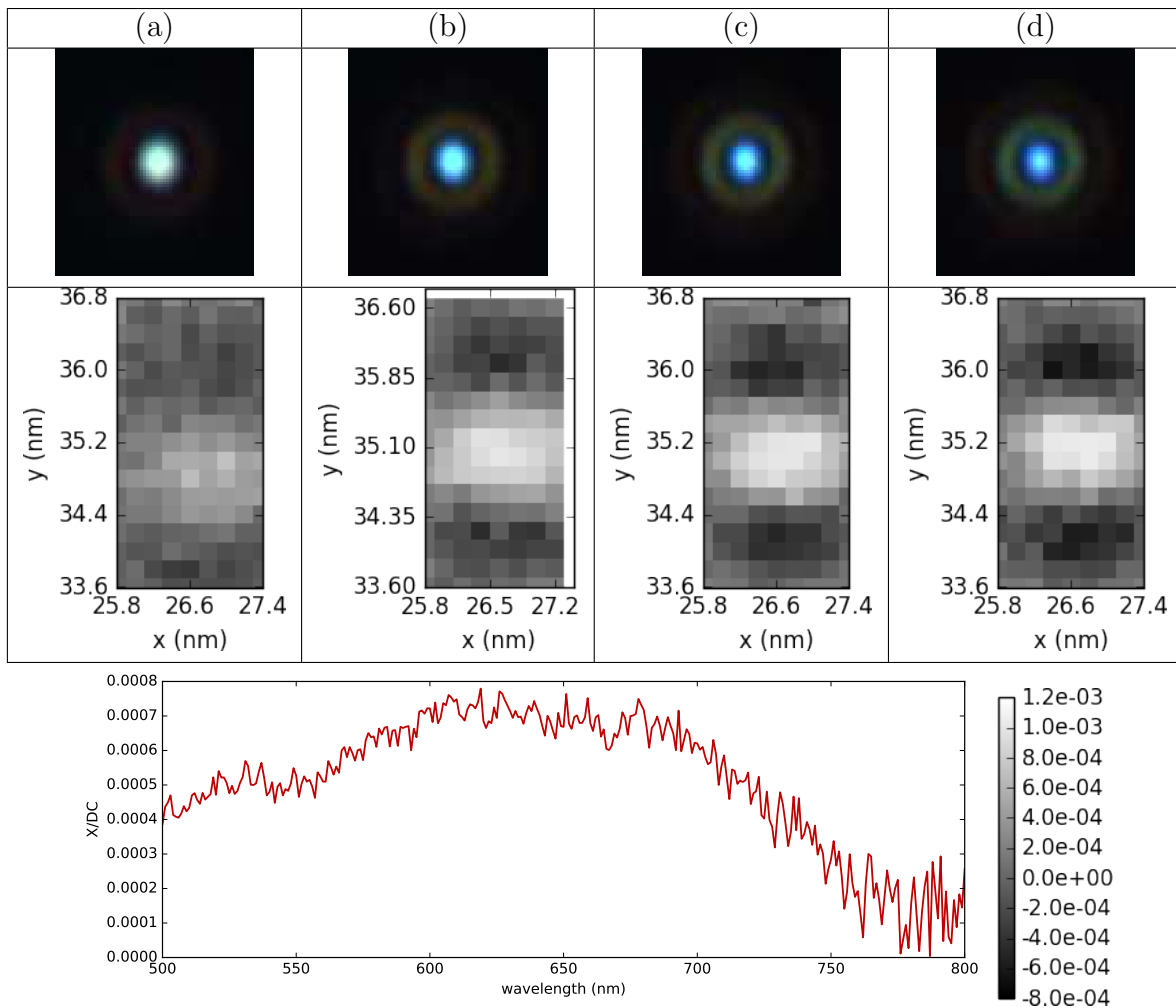 (a) (b) (c) (d)
36.8 36.0 35.2 34.4 33.6
y (nm)
25.8 26.6 27.4
x (nm)
36.60 35.85 35.10 34.35 33.60
y (nm)
25.8 26.5 27.2
x (nm)
36.8 36.0 35.2 34.4 33.6
y (nm)
25.8 26.6 27.4
x (nm)
36.8 36.0 35.2 34.4 33.6
y (nm)
25.8 26.6 27.4
x (nm)
0.0008
0.0007
0.0006
0.0005
0.0004
0.0003
0.0002
0.0001
0.0000
X/DC
500 550 600 650 700 750 800
wavelength (nm)
1.2e-03
1.0e-03
8.0e-04
6.0e-04
4.0e-04
2.0e-04
0.0e+00
-2.0e-04
-4.0e-04
-6.0e-04
-8.0e-04